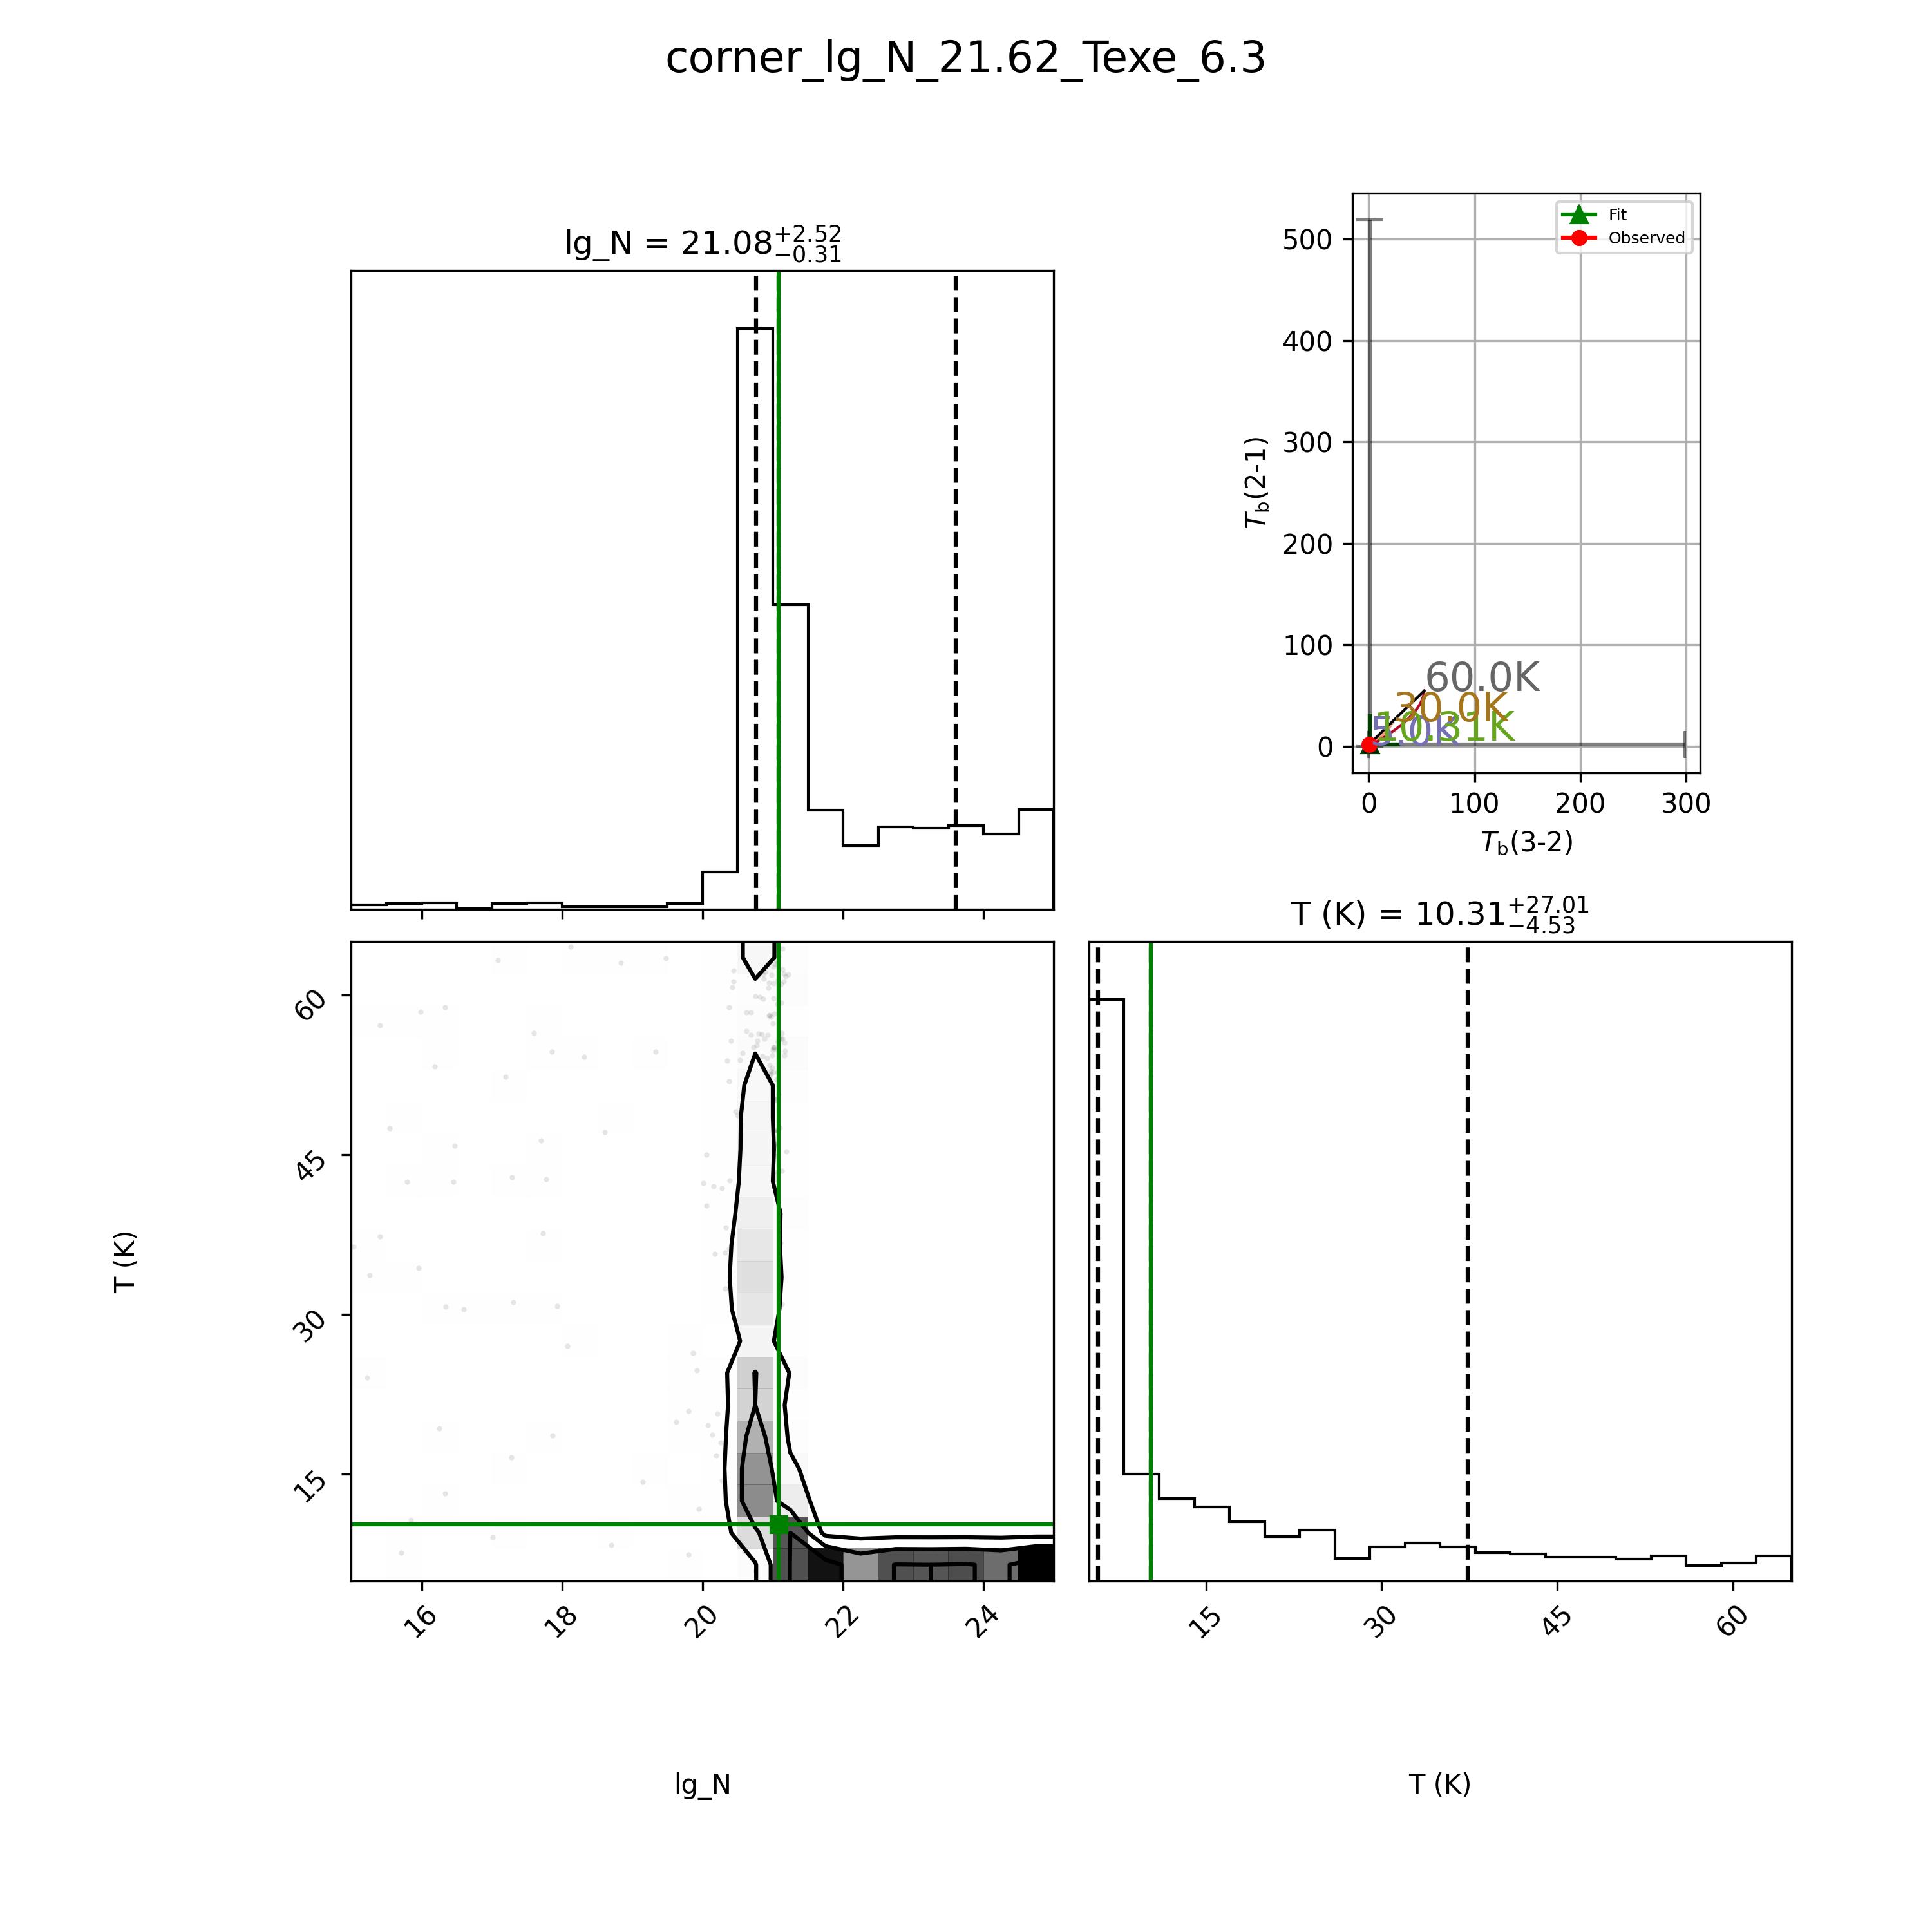 corner_lg_N_21.62_Texe_6.3
lg_N = 21.08+2.52−0.31
500
400
300
200
100
0
Tb(2-1)
Fit
Observed
60.0K
30.0K
10.31K
5.0K
0 100 200 300
Tb(3-2)
T (K) = 10.31+27.01−4.53
60
45
30
15
T (K)
16 18 20 22 24
lg_N
15 30 45 60
T (K)